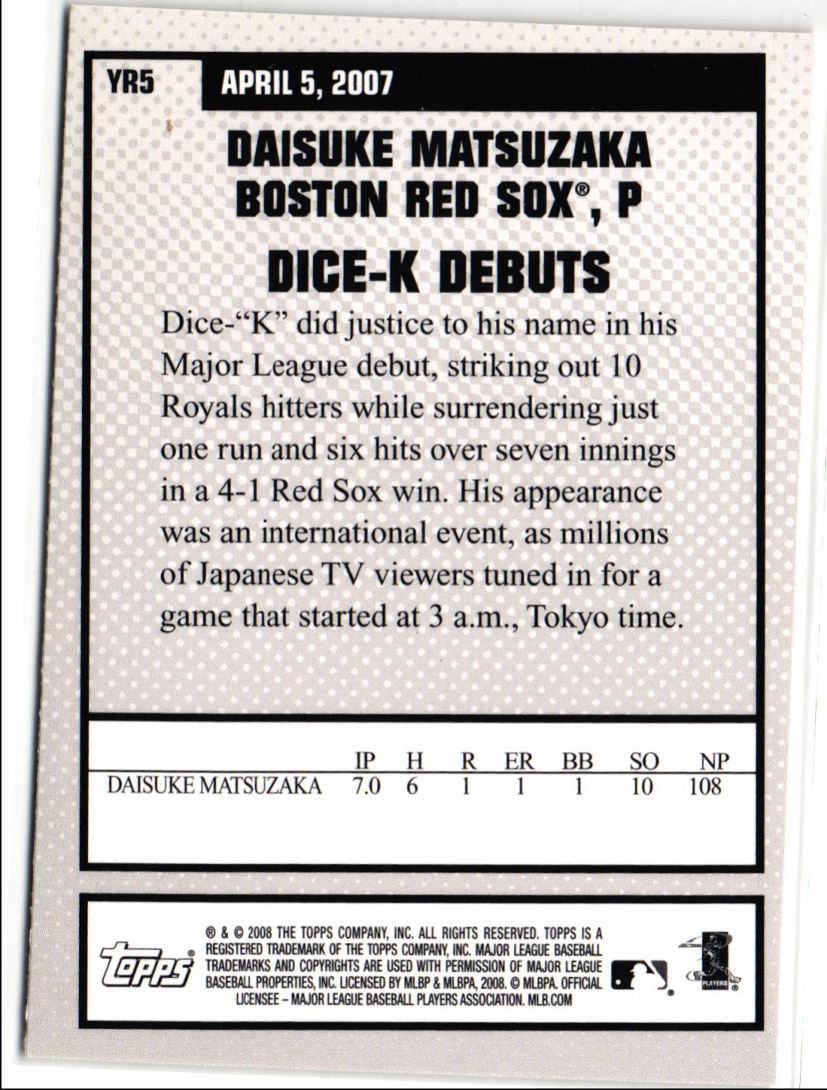 YR5 APRIL 5, 2007
DAISUKE MATSUZAKA
BOSTON RED SOX®, P
DICE-K DEBUTS
Dice-“K” did justice to his name in his
Major League debut, striking out 10
Royals hitters while surrendering just
one run and six hits over seven innings
in a 4-1 Red Sox win. His appearance
was an international event, as millions
of Japanese TV viewers tuned in for a
game that started at 3 a.m., Tokyo time.
IP H R ER BB SO NP
DAISUKE MATSUZAKA 7.0 6 1 1 1 10 108
® & © 2008 THE TOPPS COMPANY, INC. ALL RIGHTS RESERVED. TOPPS IS A
REGISTERED TRADEMARK OF THE TOPPS COMPANY, INC. MAJOR LEAGUE BASEBALL
TRADEMARKS AND COPYRIGHTS ARE USED WITH PERMISSION OF MAJOR LEAGUE
BASEBALL PROPERTIES, INC. LICENSED BY MLBP & MLBPA, 2008. © MLBPA. OFFICIAL
LICENSEE – MAJOR LEAGUE BASEBALL PLAYERS ASSOCIATION. MLB.COM
Topps®
®
PLAYERS ®